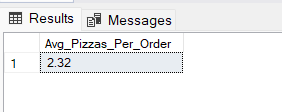 Results Messages
Avg_Pizzas_Per_Order
1 2.32